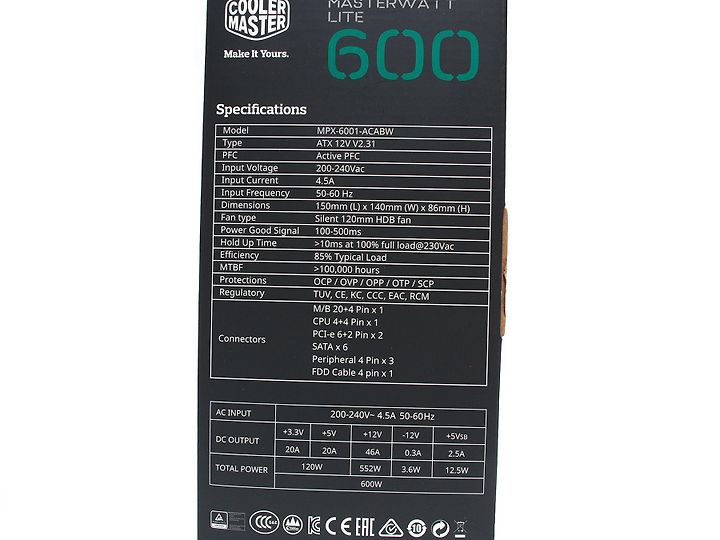 COOLER
MASTER
Make It Yours.
MASTERWATT
LITE
600
Specifications
Model MPX-6001-ACABW
Type ATX 12V V2.31
PFC Active PFC
Input Voltage 200-240Vac
Input Current 4.5A
Input Frequency 50-60 Hz
Dimensions 150mm (L) x 140mm (W) x 86mm (H)
Fan type Silent 120mm HDB fan
Power Good Signal 100-500ms
Hold Up Time >10ms at 100% full load@230Vac
Efficiency 85% Typical Load
MTBF >100,000 hours
Protections OCP / OVP / OPP / OTP / SCP
Regulatory TUV, CE, KC, CCC, EAC, RCM
Connectors
M/B 20+4 Pin x 1
CPU 4+4 Pin x 1
PCI-e 6+2 Pin x 2
SATA x 6
Peripheral 4 Pin x 3
FDD Cable 4 pin x 1
AC INPUT 200-240V~ 4.5A 50-60Hz
DC OUTPUT +3.3V +5V +12V -12V +5VSB
20A 20A 46A 0.3A 2.5A
TOTAL POWER 120W 552W 3.6W 12.5W
600W
CCC CE EAC 10